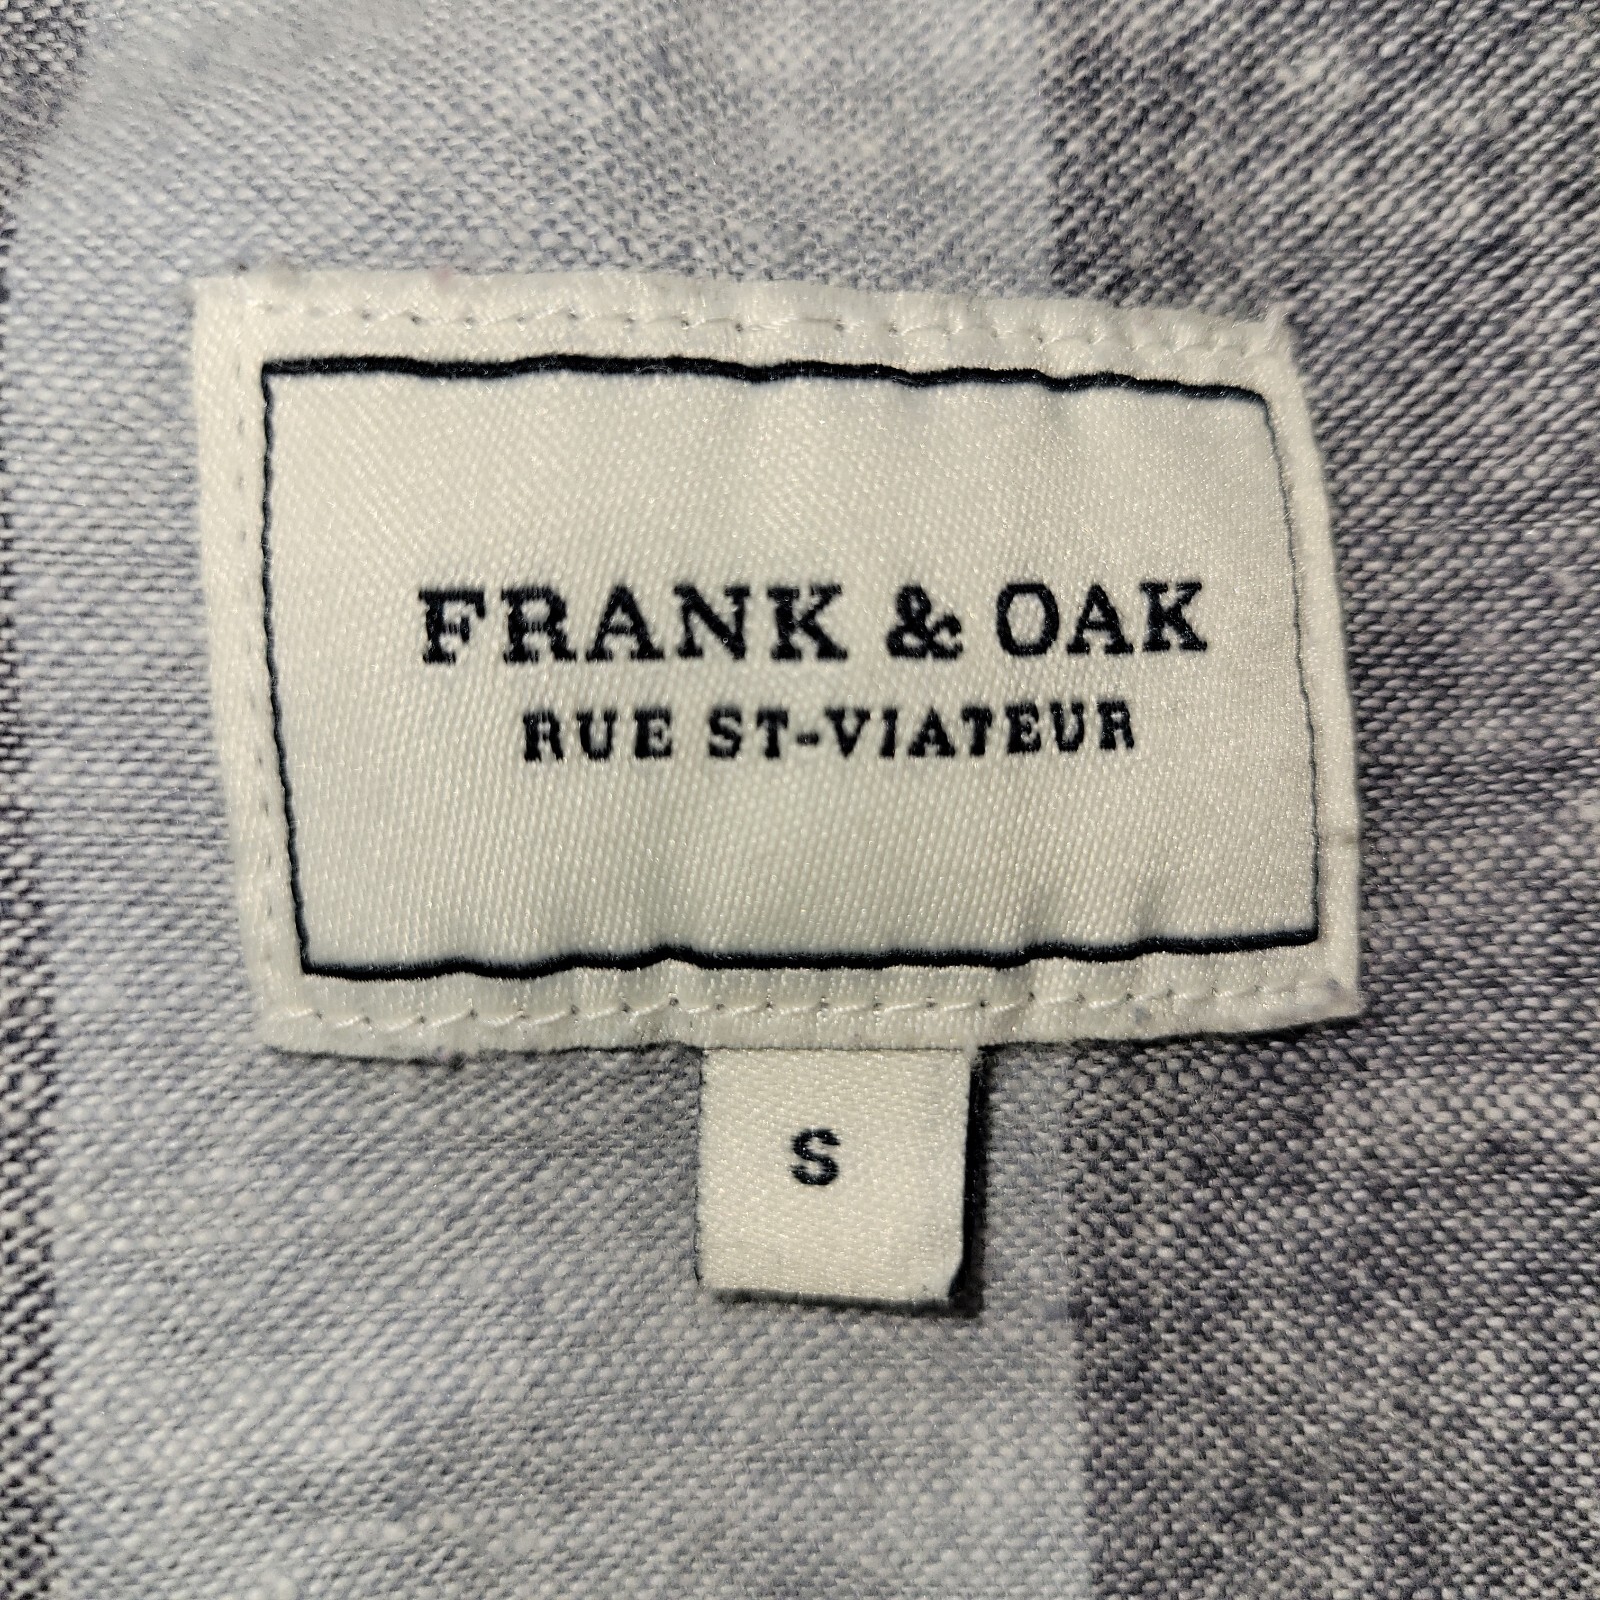 FRANK & OAK
RUE ST-VIATEUR
S